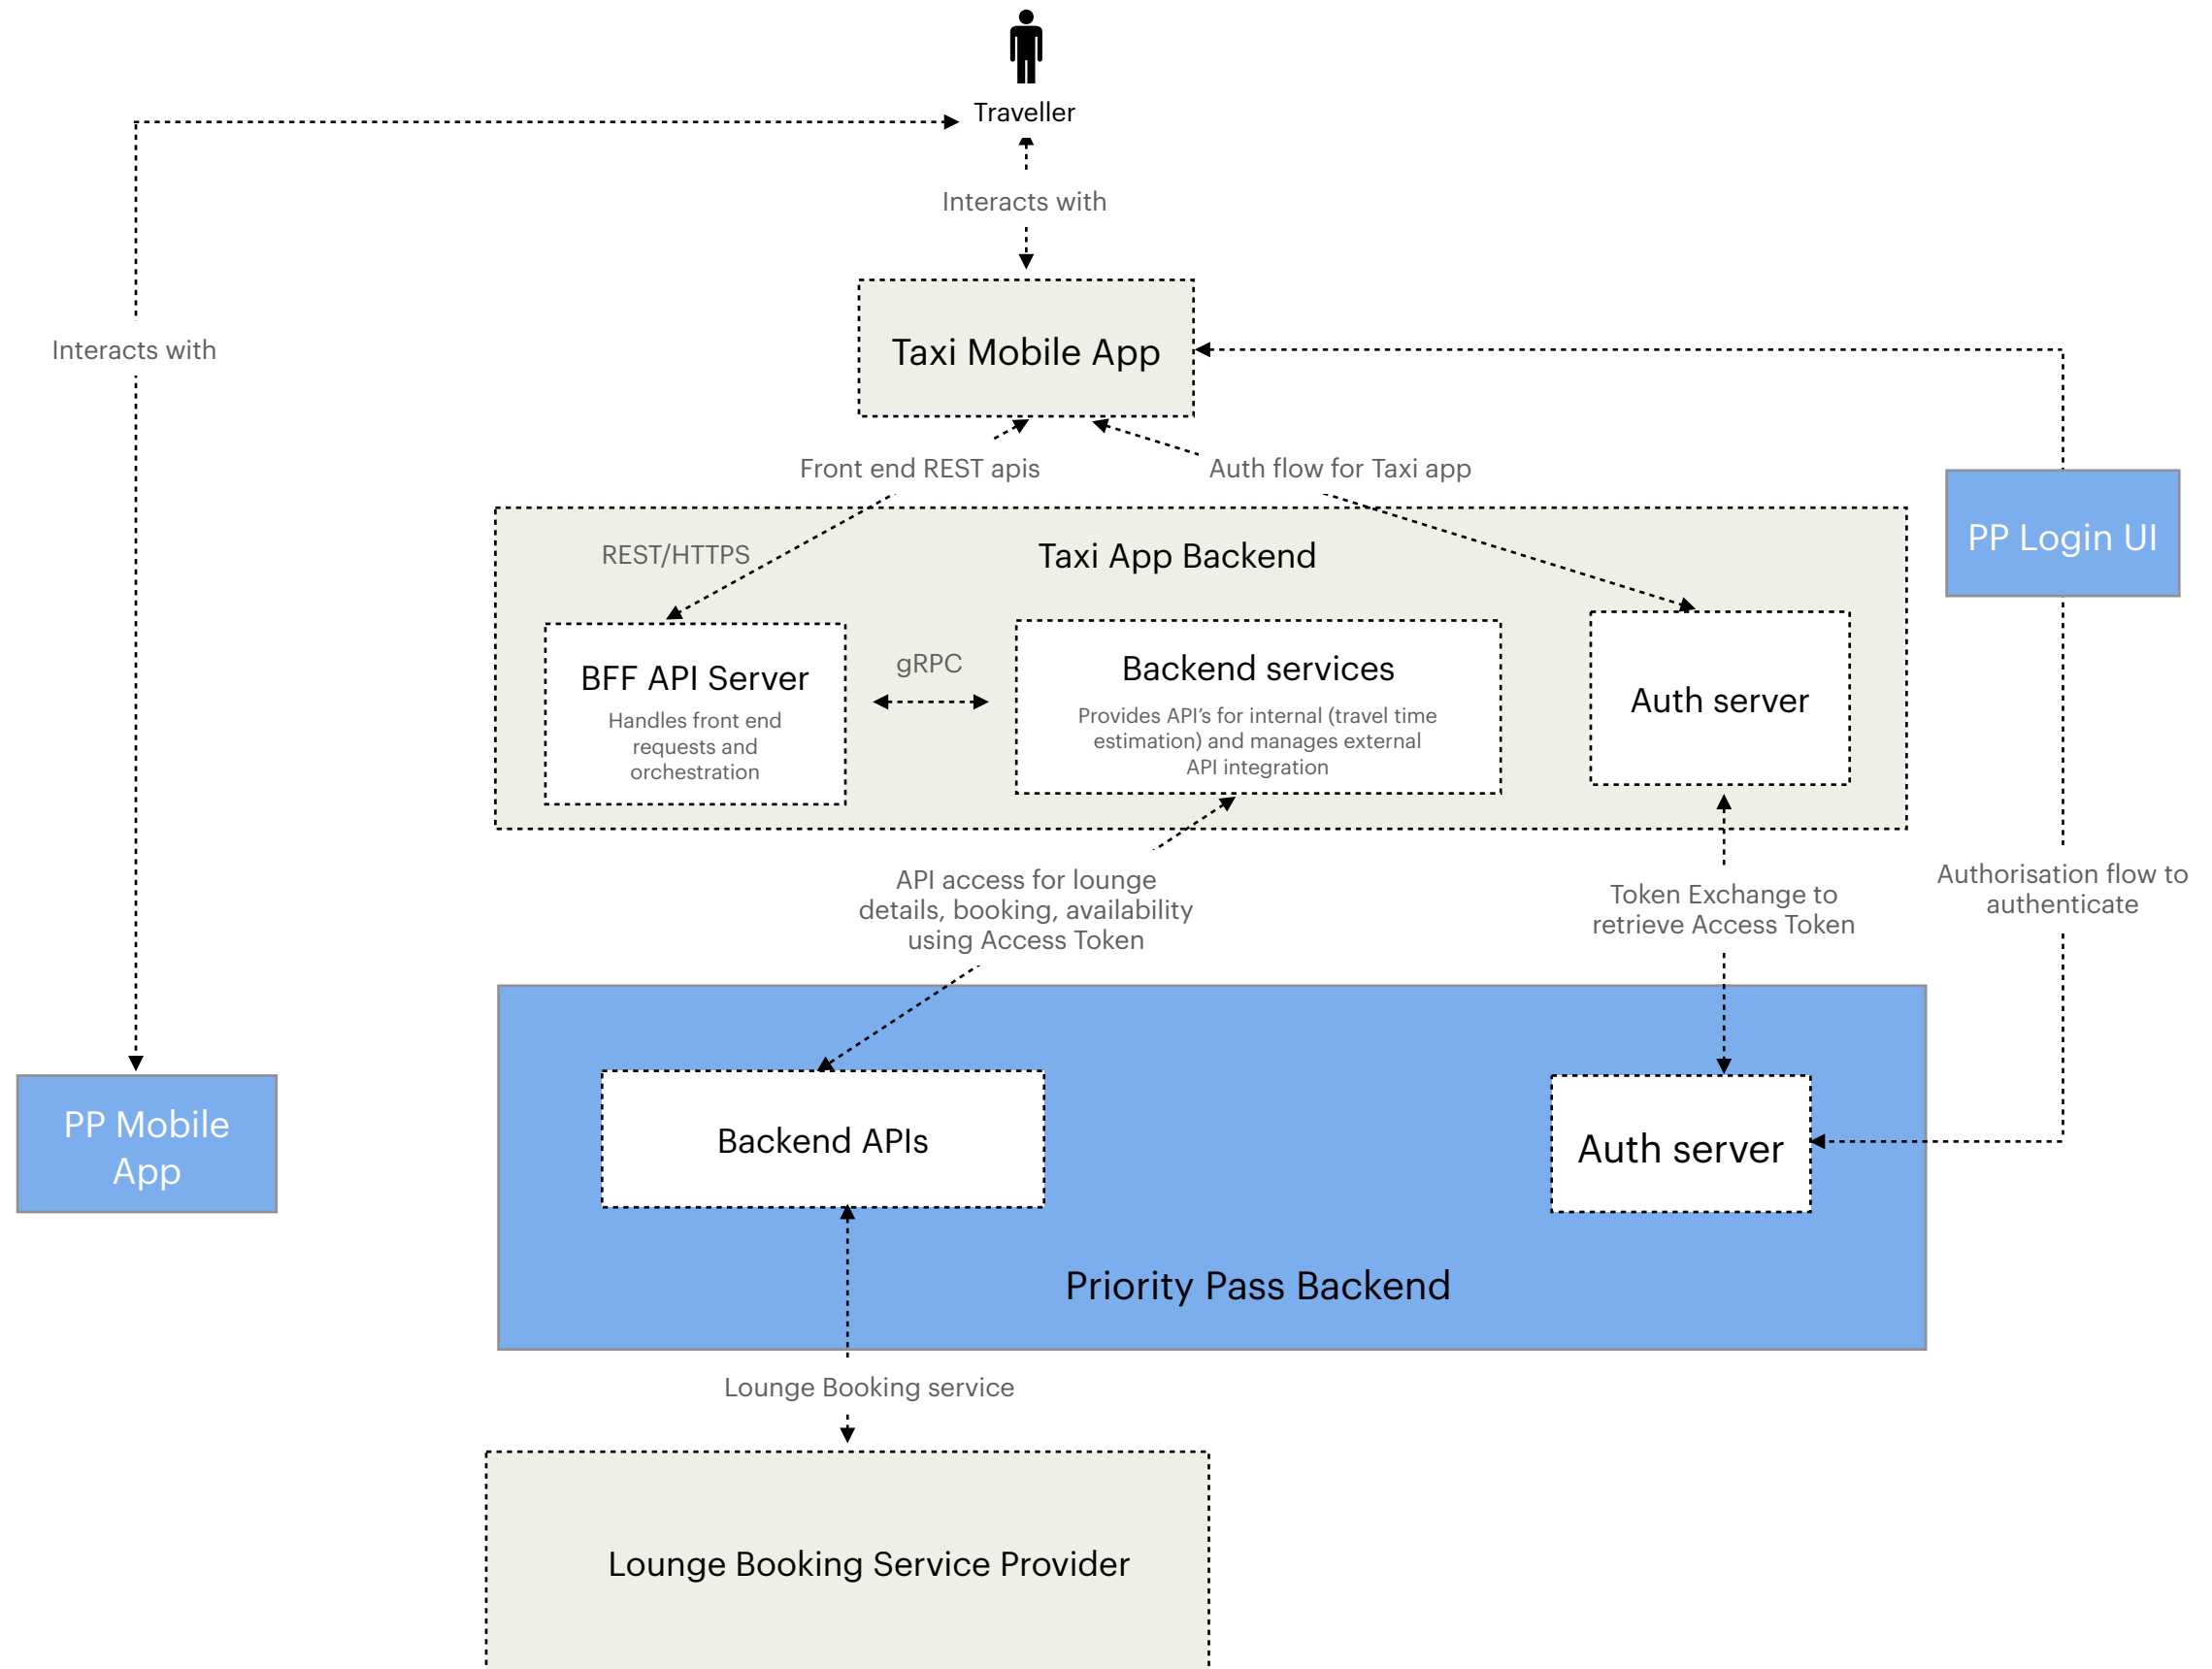 Traveller
Interacts with
Interacts with
Taxi Mobile App
Front end REST apis
Auth flow for Taxi app
PP Login UI
REST/HTTPS
Taxi App Backend
BFF API Server
Handles front end
requests and
orchestration
gRPC
Backend services
Provides API’s for internal (travel time
estimation) and manages external
API integration
Auth server
API access for lounge
details, booking, availability
using Access Token
Token Exchange to
retrieve Access Token
Authorisation flow to
authenticate
PP Mobile
App
Backend APIs
Auth server
Priority Pass Backend
Lounge Booking service
Lounge Booking Service Provider